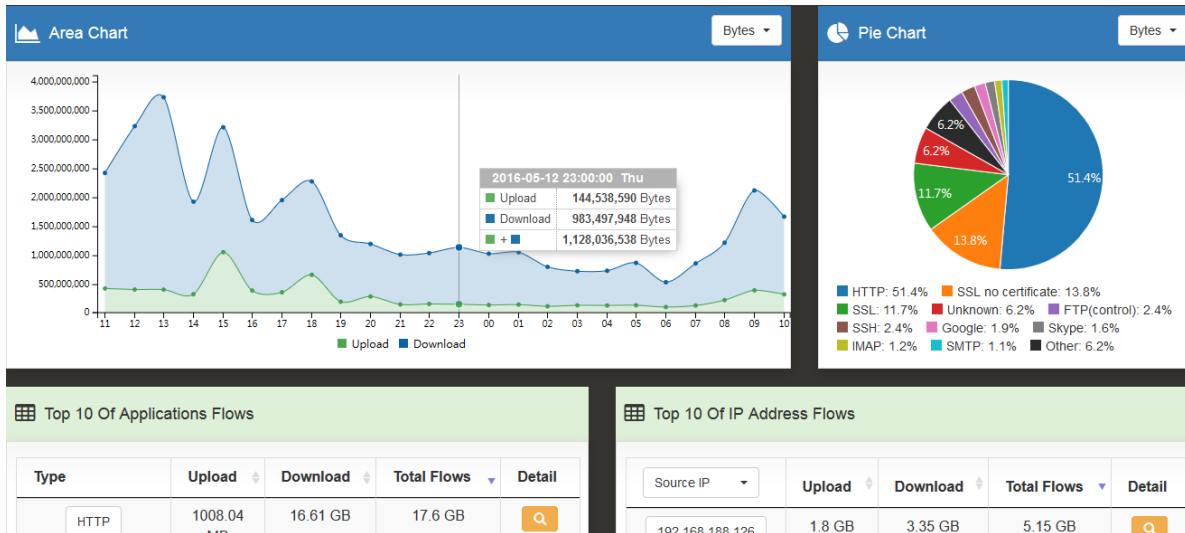 Area Chart
Bytes
4,000,000,000
3,500,000,000
3,000,000,000
2,500,000,000
2,000,000,000
1,500,000,000
1,000,000,000
500,000,000
0
11 12 13 14 15 16 17 18 19 20 21 22 23 00 01 02 03 04 05 06 07 08 09 10
2016-05-12 23:00:00 Thu
Upload 144,538,590 Bytes
Download 983,497,948 Bytes
+ 1,128,036,538 Bytes
Upload Download
Pie Chart
Bytes
6.2%
6.2%
11.7%
13.8%
51.4%
HTTP: 51.4% SSL no certificate: 13.8%
SSL: 11.7% Unknown: 6.2% FTP(control): 2.4%
SSH: 2.4% Google: 1.9% Skype: 1.6%
IMAP: 1.2% SMTP: 1.1% Other: 6.2%
Top 10 Of Applications Flows
Type Upload Download Total Flows Detail
HTTP 1008.04 16.61 GB 17.6 GB
MB
Top 10 Of IP Address Flows
Source IP Upload Download Total Flows Detail
192.168.188.126 1.8 GB 3.35 GB 5.15 GB